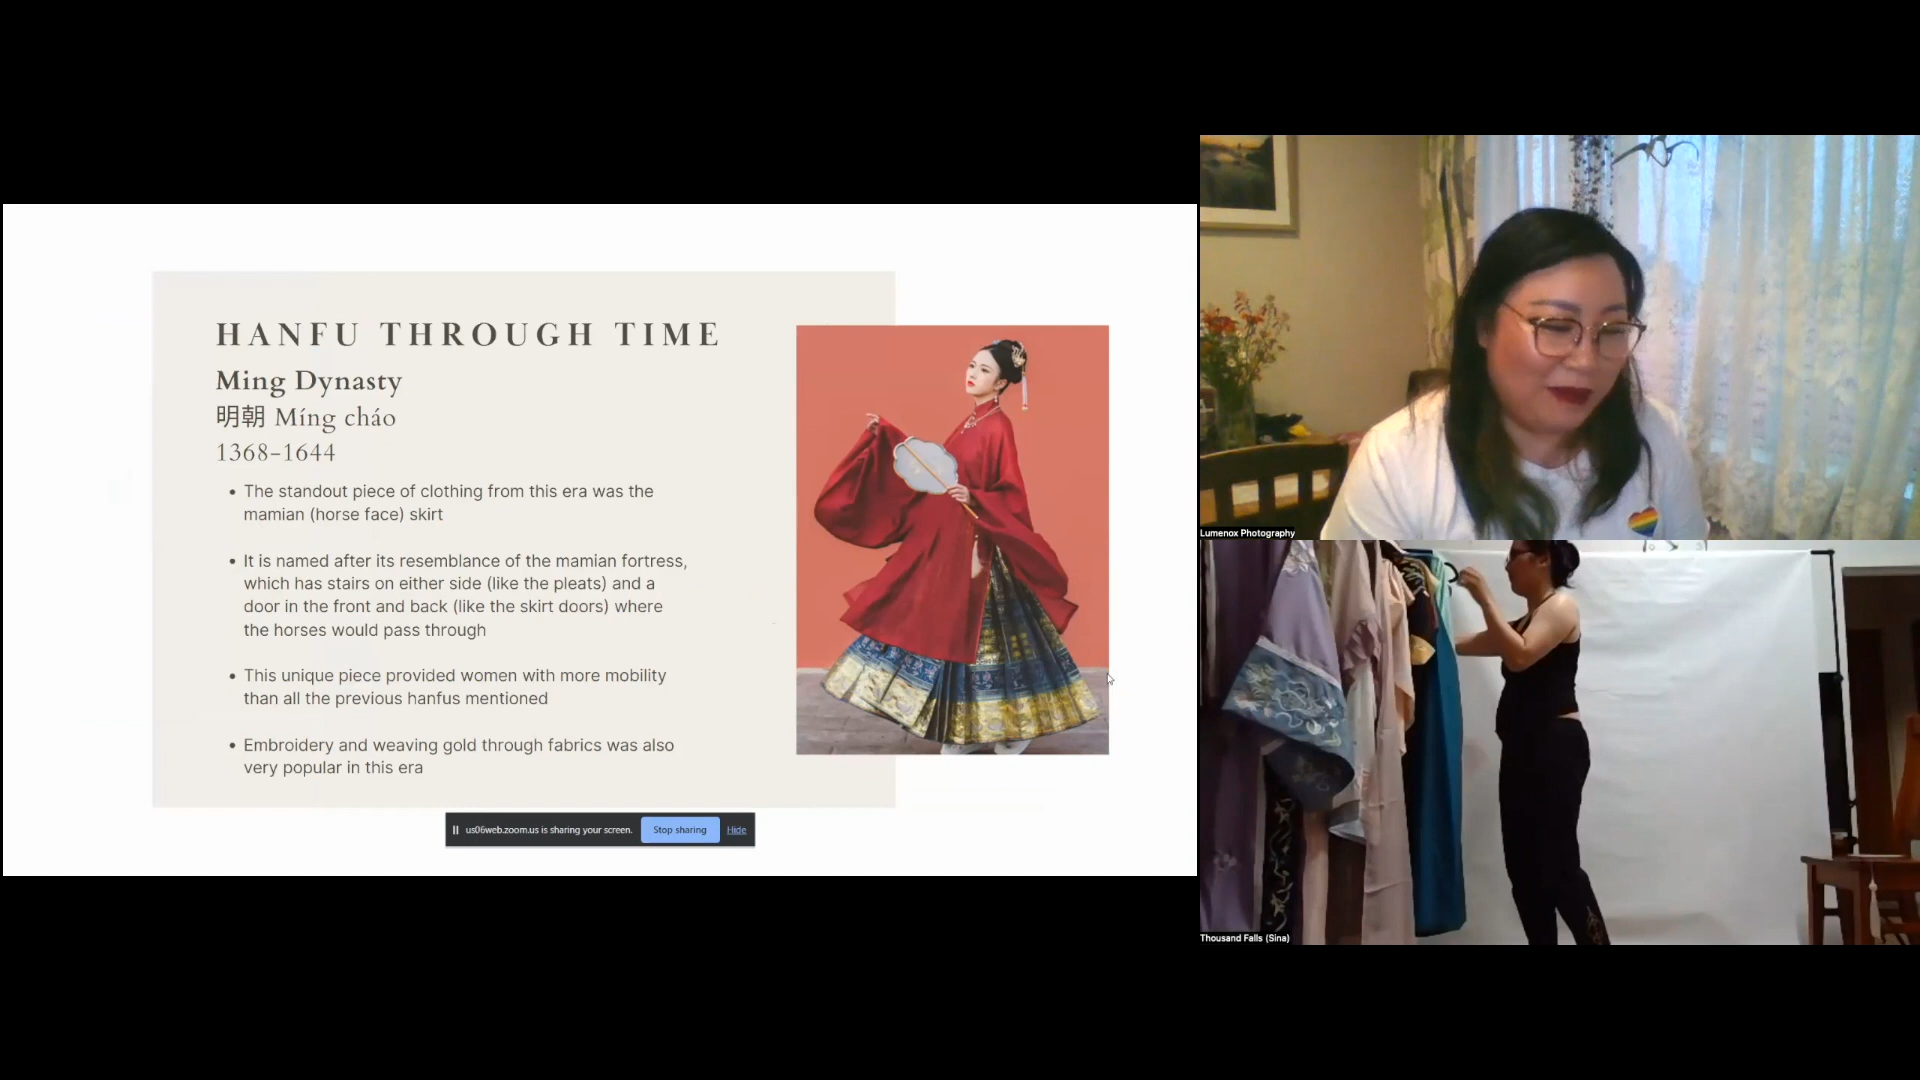 HANFU THROUGH TIME
Ming Dynasty
明朝 Míng cháo
1368–1644
• The standout piece of clothing from this era was the
mamian (horse face) skirt
• It is named after its resemblance of the mamian fortress,
which has stairs on either side (like the pleats) and a
door in the front and back (like the skirt doors) where
the horses would pass through
• This unique piece provided women with more mobility
than all the previous hanfus mentioned
• Embroidery and weaving gold through fabrics was also
very popular in this era
us06web.zoom.us is sharing your screen. Stop sharing Hide
Lumenox Photography
Thousand Falls (Sina)